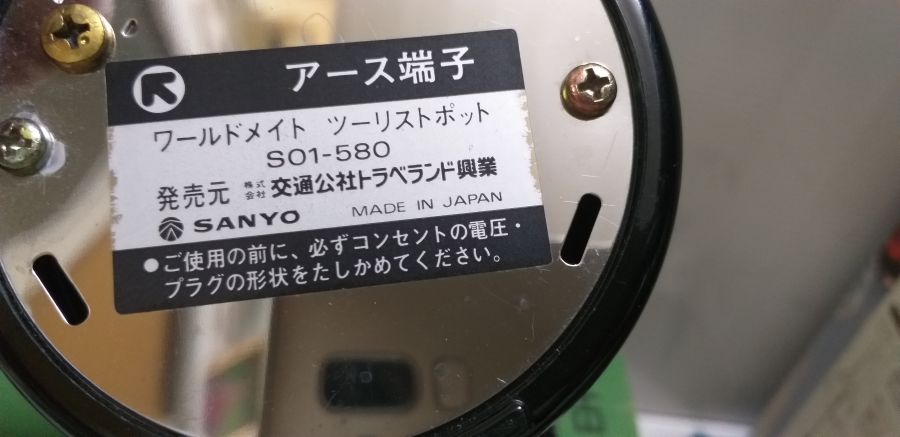 アース端子
ワールドメイト ツーリストポット
S01-580
発売元 株式会社 交通公社トラベランド興業
SANYO MADE IN JAPAN
●ご使用の前に、必ずコンセントの電圧・
プラグの形状をたしかめてください。